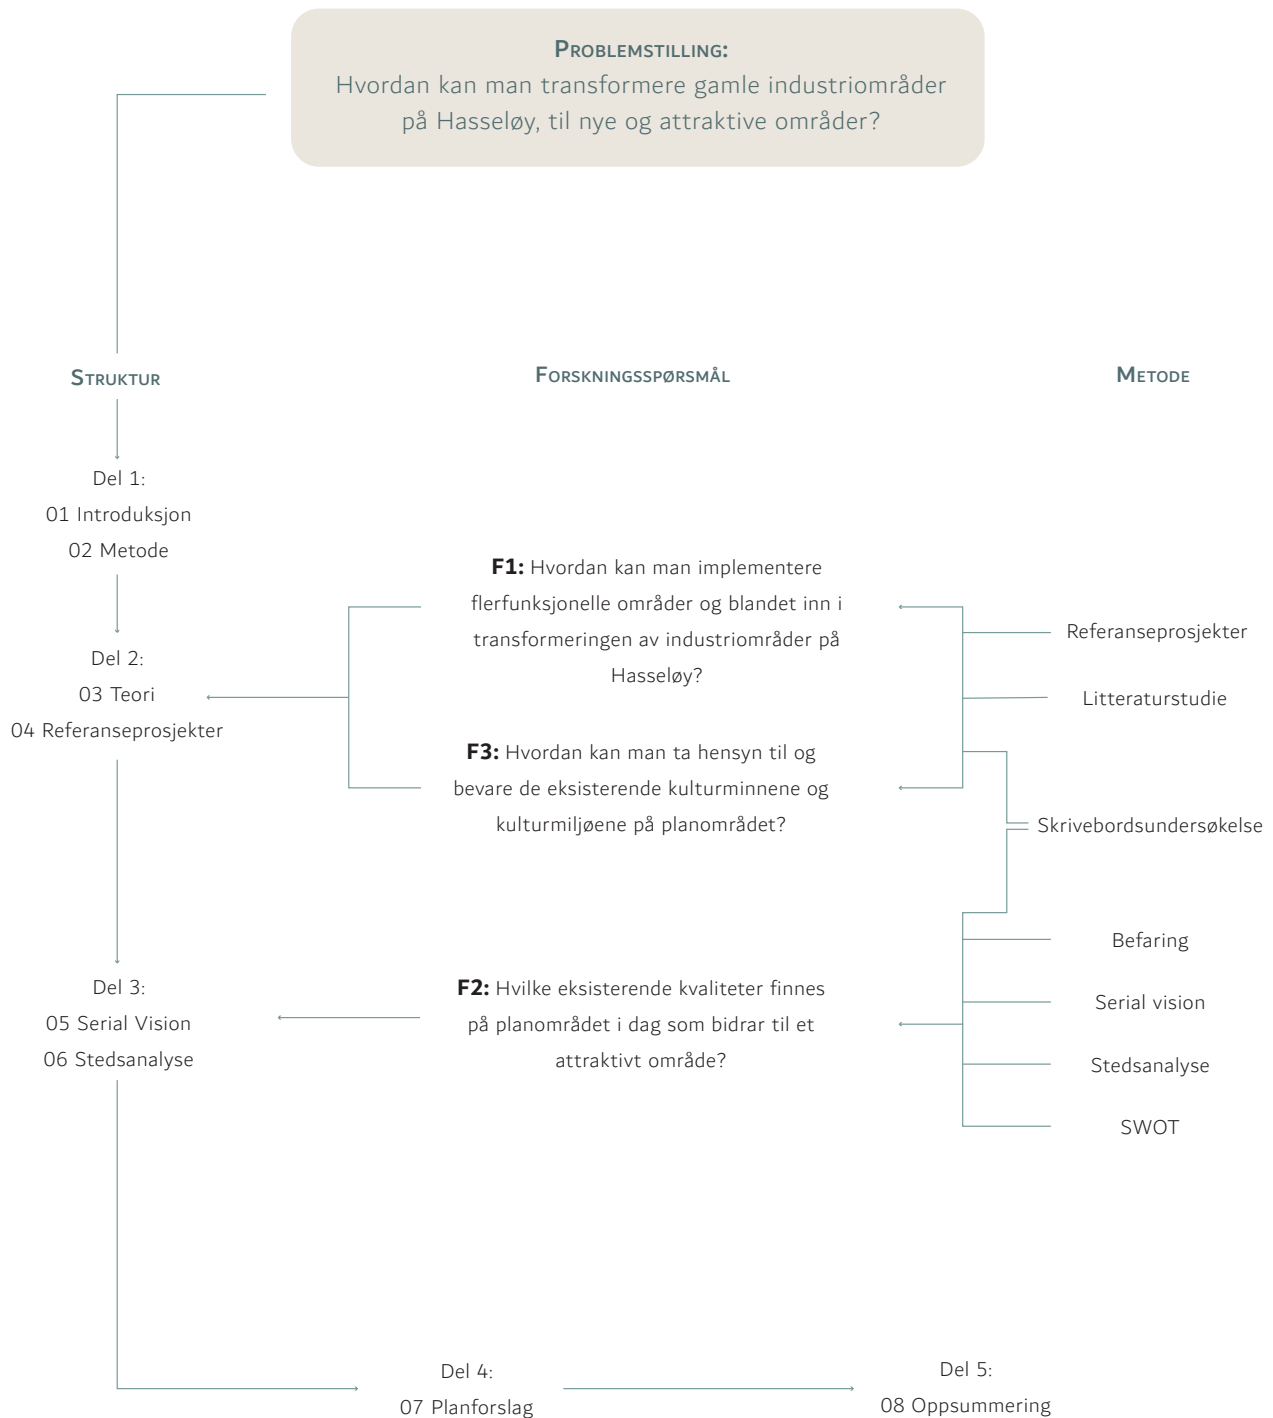 Problemstilling:
Hvordan kan man transformere gamle industriområder
på Hasseløy, til nye og attraktive områder?
Struktur
Forskningsspørsmål
Metode
Del 1:
01 Introduksjon
02 Metode
Del 2:
03 Teori
04 Referanseprosjekter
F1: Hvordan kan man implementere
flerfunksjonelle områder og blandet inn i
transformeringen av industriområder på
Hasseløy?
F3: Hvordan kan man ta hensyn til og
bevare de eksisterende kulturminnene og
kulturmiljøene på planområdet?
Referanseprosjekter
Litteraturstudie
Skrivebordsundersøkelse
Del 3:
05 Serial Vision
06 Stedsanalyse
F2: Hvilke eksisterende kvaliteter finnes
på planområdet i dag som bidrar til et
attraktivt område?
Befaring
Serial vision
Stedsanalyse
SWOT
Del 4:
07 Planforslag
Del 5:
08 Oppsummering